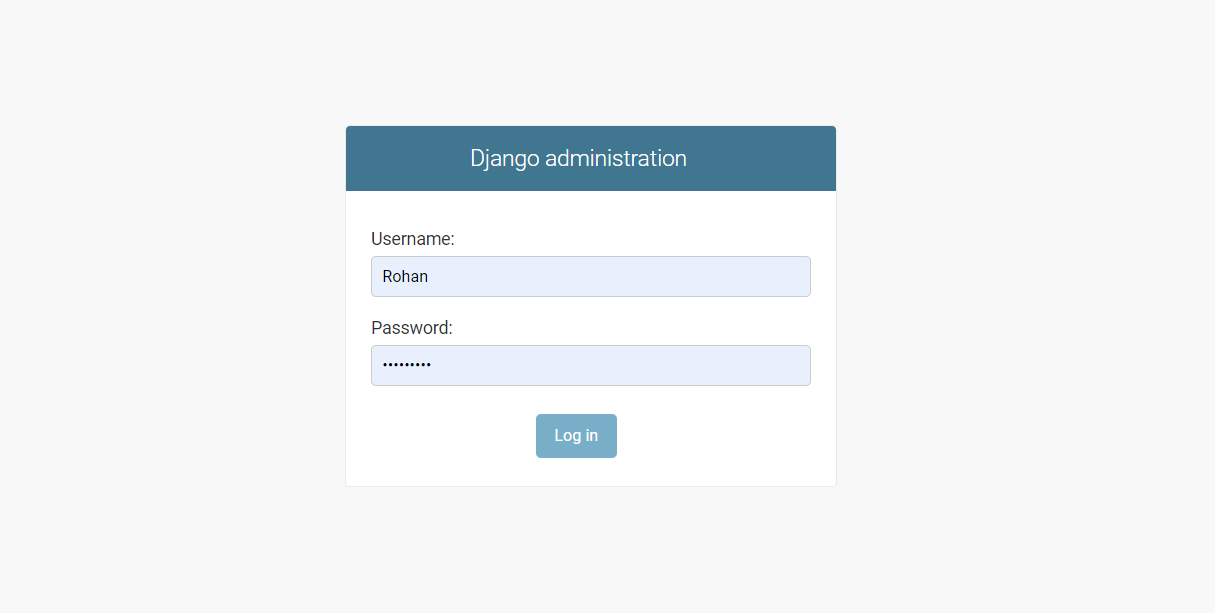 Django administration
Username:
Rohan
Password:
•••••••••
Log in